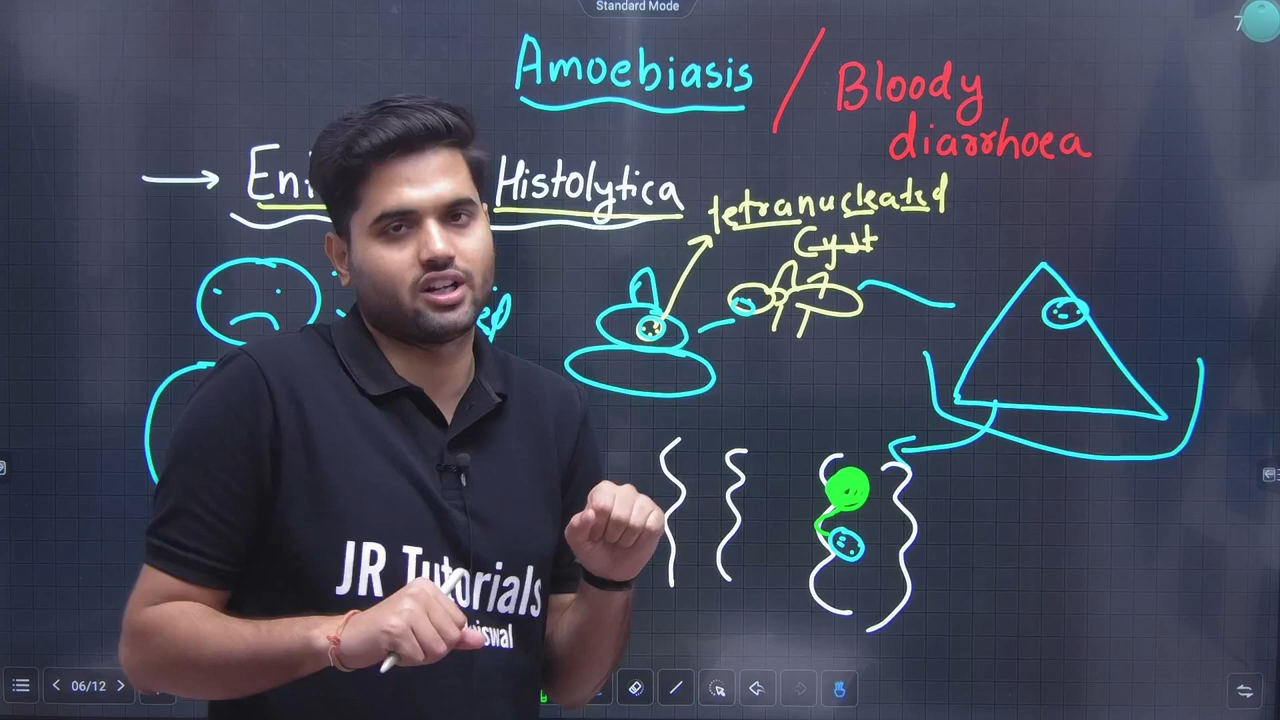 Standard Mode
Amoebiasis / Bloody
diarrhoea
→ Histolytica
tetranucleated
Cyst
JR Tutorials
06/12